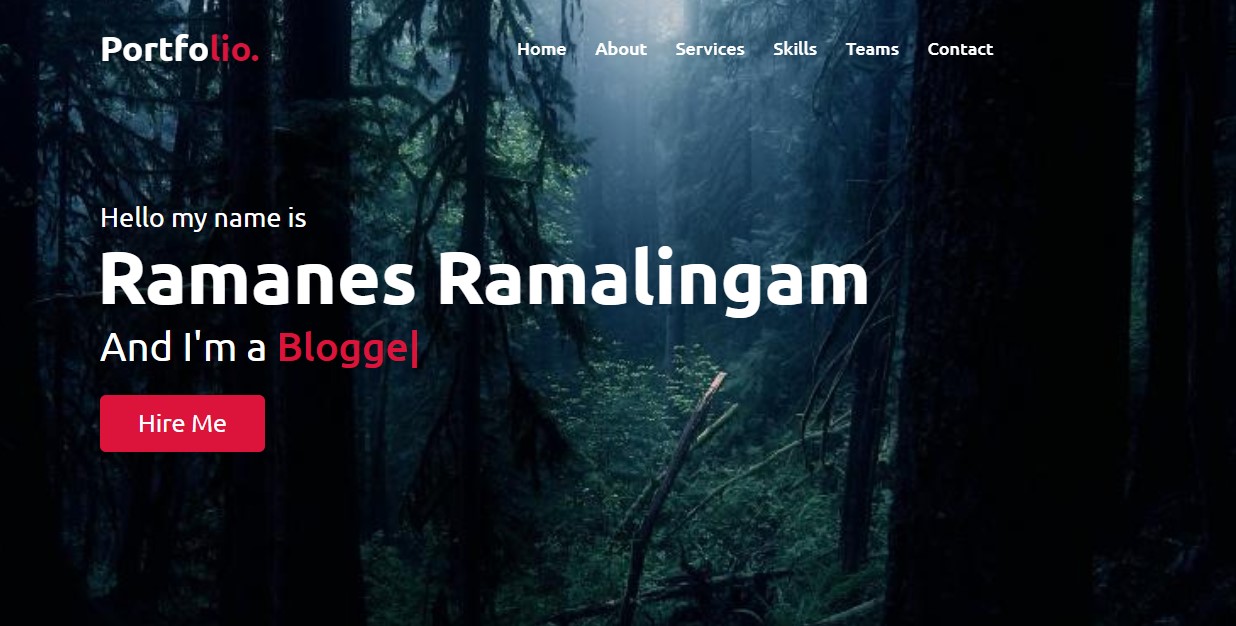 Portfolio.
Home About Services Skills Teams Contact
Hello my name is
Ramanes Ramalingam
And I'm a Blogge|
Hire Me